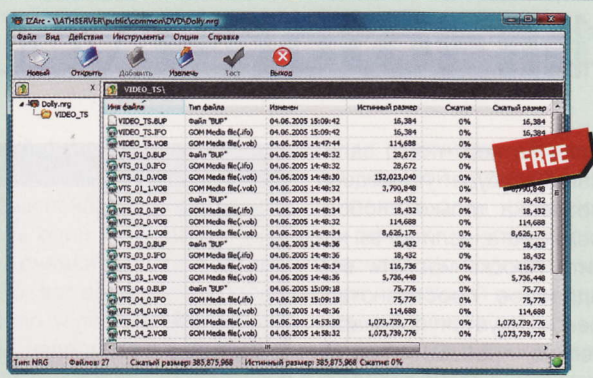 IZArc - \\ATHSERVER\public\common\DVD\Dolly.nrg
Файл Вид Действия Инструменты Опции Справка
Новый Открыть Добавить Извлечь Тест Выход
X VIDEO_TS\
Dolly.nrg
VIDEO_TS
Имя файла Тип файла Изменен Истинный размер Сжатие Сжатый размер
VIDEO_TS.BUP Файл "BUP" 04.06.2005 15:09:42 16,384 0% 16,384
VIDEO_TS.IFO GOM Media file(.ifo) 04.06.2005 15:09:42 16,384 0% 16,384
VIDEO_TS.VOB GOM Media file(.vob) 04.06.2005 14:47:44 114,688 0%
VTS_01_0.BUP Файл "BUP" 04.06.2005 14:48:32 28,672 0%
VTS_01_0.IFO GOM Media file(.ifo) 04.06.2005 14:48:32 28,672 0%
VTS_01_0.VOB GOM Media file(.vob) 04.06.2005 14:48:30 152,023,040 0%
VTS_01_1.VOB GOM Media file(.vob) 04.06.2005 14:48:32 3,790,848 0% 3,790,848
VTS_02_0.BUP Файл "BUP" 04.06.2005 14:48:34 18,432 0% 18,432
VTS_02_0.IFO GOM Media file(.ifo) 04.06.2005 14:48:34 18,432 0% 18,432
VTS_02_0.VOB GOM Media file(.vob) 04.06.2005 14:48:32 114,688 0% 114,688
VTS_02_1.VOB GOM Media file(.vob) 04.06.2005 14:48:34 8,626,176 0% 8,626,176
VTS_03_0.BUP Файл "BUP" 04.06.2005 14:48:36 18,432 0% 18,432
VTS_03_0.IFO GOM Media file(.ifo) 04.06.2005 14:48:36 18,432 0% 18,432
VTS_03_0.VOB GOM Media file(.vob) 04.06.2005 14:48:34 116,736 0% 116,736
VTS_03_1.VOB GOM Media file(.vob) 04.06.2005 14:48:36 5,736,448 0% 5,736,448
VTS_04_0.BUP Файл "BUP" 04.06.2005 15:09:18 75,776 0% 75,776
VTS_04_0.IFO GOM Media file(.ifo) 04.06.2005 15:09:18 75,776 0% 75,776
VTS_04_0.VOB GOM Media file(.vob) 04.06.2005 14:48:36 114,688 0% 114,688
VTS_04_1.VOB GOM Media file(.vob) 04.06.2005 14:53:50 1,073,739,776 0% 1,073,739,776
VTS_04_2.VOB GOM Media file(.vob) 04.06.2005 14:58:32 1,073,739,776 0% 1,073,739,776
FREE
Тип: NRG Файлов: 27 Сжатый размер: 385,875,968 Истинный размер: 385,875,968 Сжатие: 0%